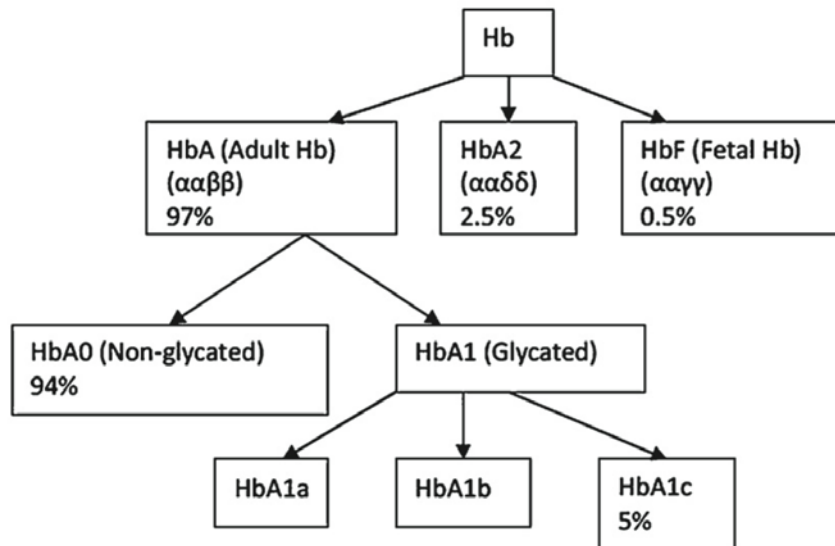 Hb
HbA (Adult Hb)
(ααββ)
97%
HbA2
(ααδδ)
2.5%
HbF (Fetal Hb)
(ααγγ)
0.5%
HbA0 (Non-glycated)
94%
HbA1 (Glycated)
HbA1a
HbA1b
HbA1c
5%